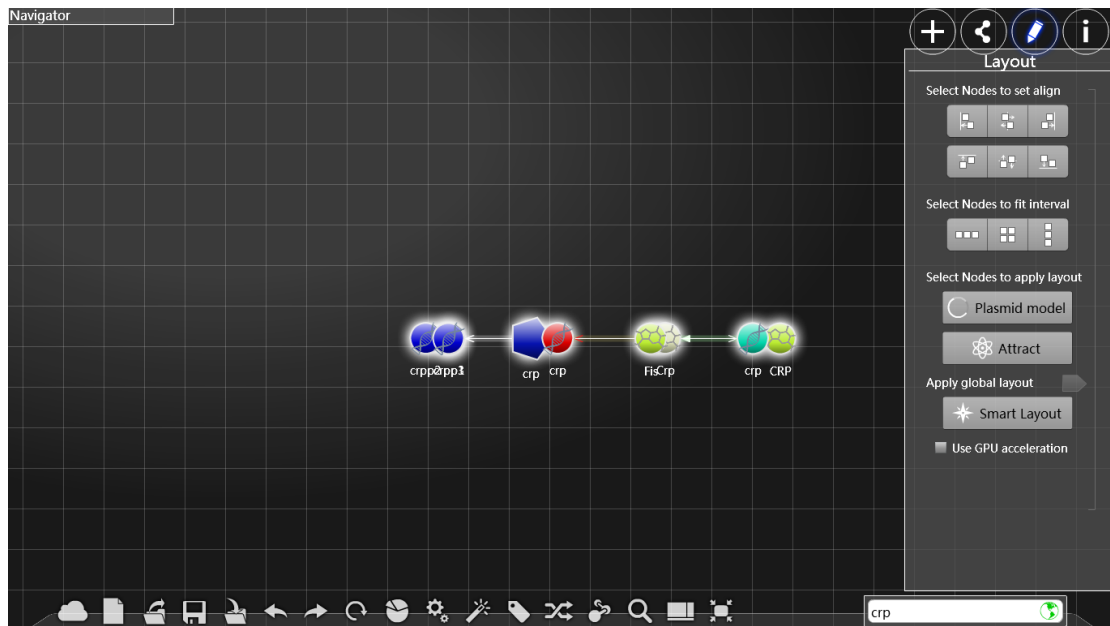 Navigator
Layout
Select Nodes to set align
Select Nodes to fit interval
Select Nodes to apply layout
Plasmid model
Attract
Apply global layout
Smart Layout
Use GPU acceleration
crp crp Crp crp CRP
crp